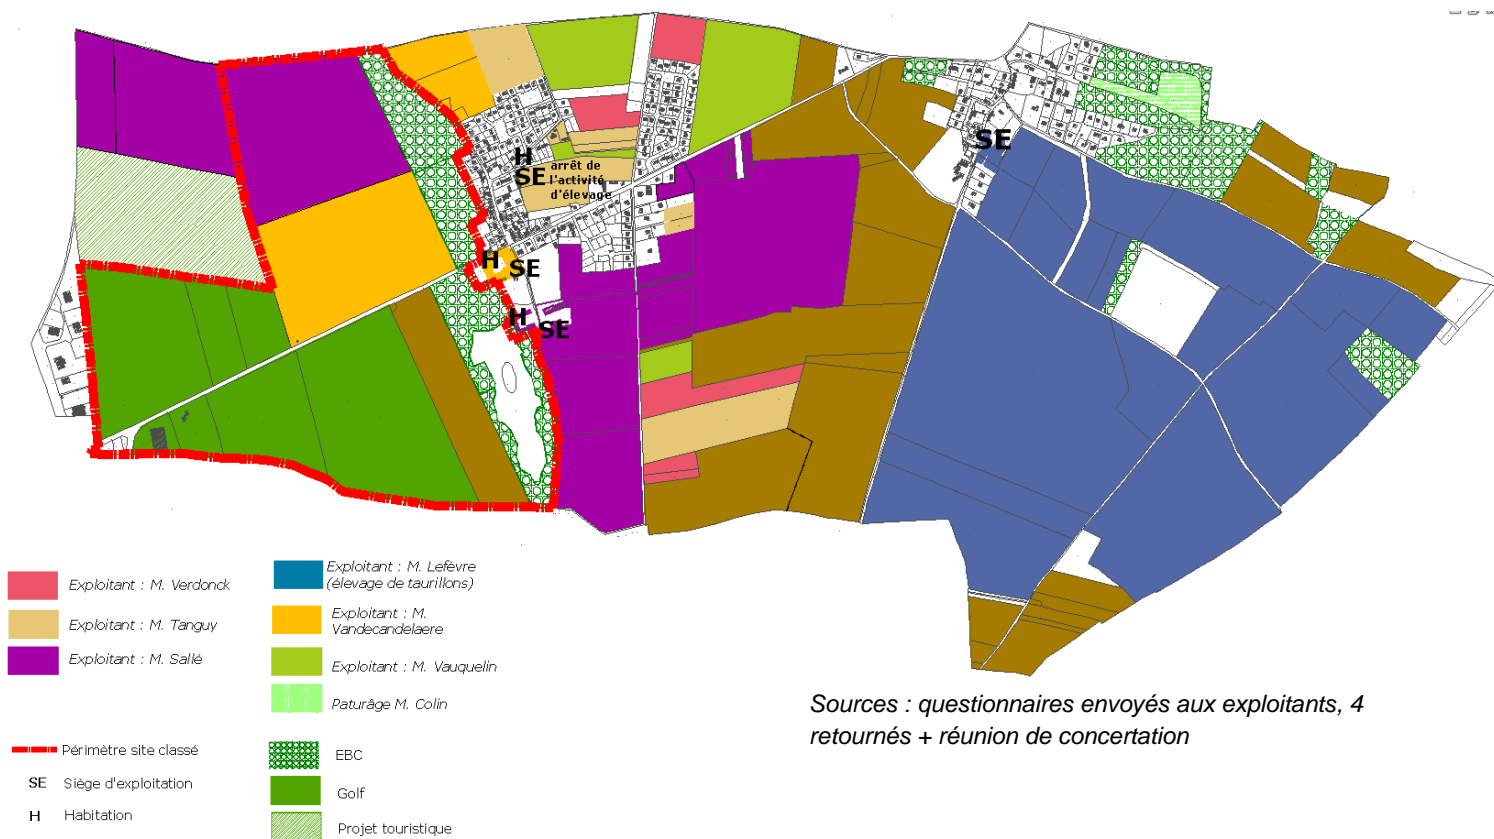 SE
H
SE
arrêt de
l'activité
d'élevage
H
SE
H
SE
Exploitant : M. Verdonck
Exploitant : M. Tanguy
Exploitant : M. Sallé
Exploitant : M. Lefèvre
(élevage de taurillons)
Exploitant : M.
Vandecandelaere
Exploitant : M. Vauquelin
Paturâge M. Colin
Périmètre site classé
SE Siège d'exploitation
H Habitation
EBC
Golf
Projet touristique
Sources : questionnaires envoyés aux exploitants, 4
retournés + réunion de concertation